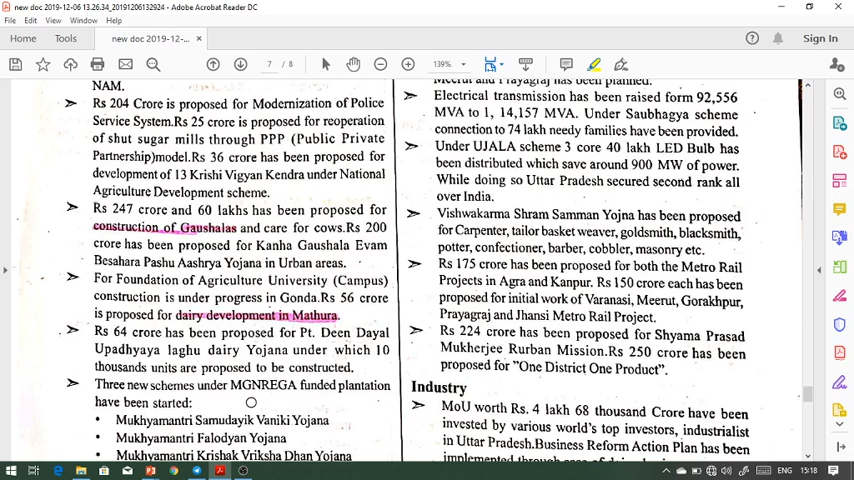 new doc 2019-12-06 13.26.34_20191206132924) - Adobe Acrobat Reader DC
File Edit View Window Help
Home Tools new doc 2019-12-... × Sign In
7 / 8 139%
NAM.
➢ Rs 204 Crore is proposed for Modernization of Police
Service System.Rs 25 crore is proposed for reoperation
of shut sugar mills through PPP (Public Private
Partnership)model.Rs 36 crore has been proposed for
development of 13 Krishi Vigyan Kendra under National
Agriculture Development scheme.
➢ Rs 247 crore and 60 lakhs has been proposed for
construction of Gaushalas and care for cows.Rs 200
crore has been proposed for Kanha Gaushala Evam
Besahara Pashu Aashrya Yojana in Urban areas.
➢ For Foundation of Agriculture University (Campus)
construction is under progress in Gonda.Rs 56 crore
is proposed for dairy development in Mathura.
➢ Rs 64 crore has been proposed for Pt. Deen Dayal
Upadhyaya laghu dairy Yojana under which 10
thousands units are proposed to be constructed.
➢ Three new schemes under MGNREGA funded plantation
have been started:
• Mukhyamantri Samudayik Vaniki Yojana
• Mukhyamantri Falodyan Yojana
• Mukhyamantri Krishak Vriksha Dhan Yojana
Meerut and Prayagraj has been planned.
➢ Electrical transmission has been raised form 92,556
MVA to 1, 14,157 MVA. Under Saubhagya scheme
connection to 74 lakh needy families have been provided.
➢ Under UJALA scheme 3 core 40 lakh LED Bulb has
been distributed which save around 900 MW of power.
While doing so Uttar Pradesh secured second rank all
over India.
➢ Vishwakarma Shram Samman Yojna has been proposed
for Carpenter, tailor basket weaver, goldsmith, blacksmith,
potter, confectioner, barber, cobbler, masonry etc.
➢ Rs 175 crore has been proposed for both the Metro Rail
Projects in Agra and Kanpur. Rs 150 crore each has been
proposed for initial work of Varanasi, Meerut, Gorakhpur,
Prayagraj and Jhansi Metro Rail Project.
➢ Rs 224 crore has been proposed for Shyama Prasad
Mukherjee Rurban Mission.Rs 250 crore has been
proposed for "One District One Product".
Industry
➢ MoU worth Rs. 4 lakh 68 thousand Crore have been
invested by various world's top investors, industrialist
in Uttar Pradesh.Business Reform Action Plan has been
ENG 15:18